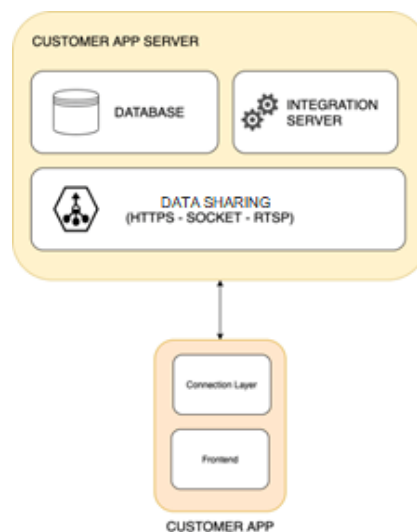 CUSTOMER APP SERVER
DATABASE
INTEGRATION
SERVER
DATA SHARING
(HTTPS - SOCKET - RTSP)
Connection Layer
Frontend
CUSTOMER APP